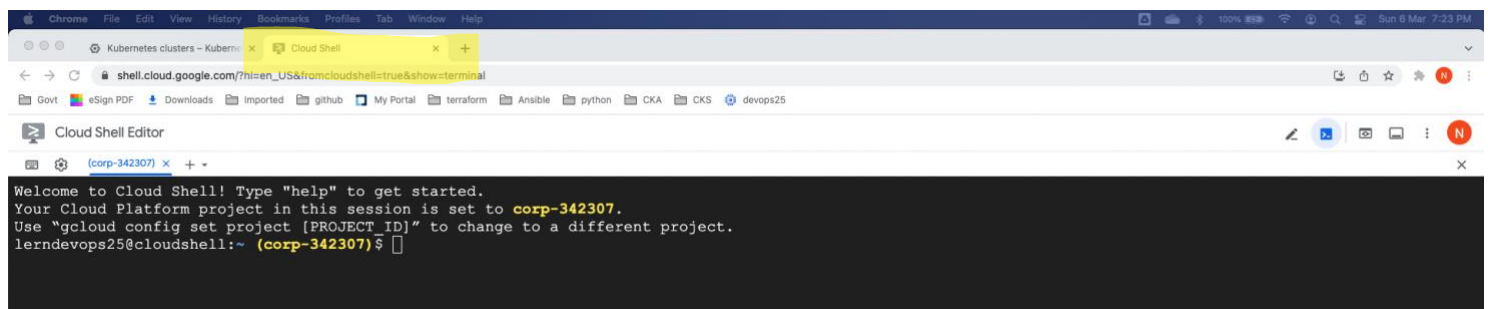 Chrome File Edit View History Bookmarks Profiles Tab Window Help 100% Sun 6 Mar 7:23 PM
Kubernetes clusters – Kuberne × Cloud Shell × +
shell.cloud.google.com/?hl=en_US&fromcloudshell=true&show=terminal N
Govt eSign PDF Downloads Imported github My Portal terraform Ansible python CKA CKS devops25
Cloud Shell Editor N
(corp-342307) × +
Welcome to Cloud Shell! Type "help" to get started.
Your Cloud Platform project in this session is set to corp-342307.
Use “gcloud config set project [PROJECT_ID]” to change to a different project.
lerndevops25@cloudshell:~ (corp-342307)$